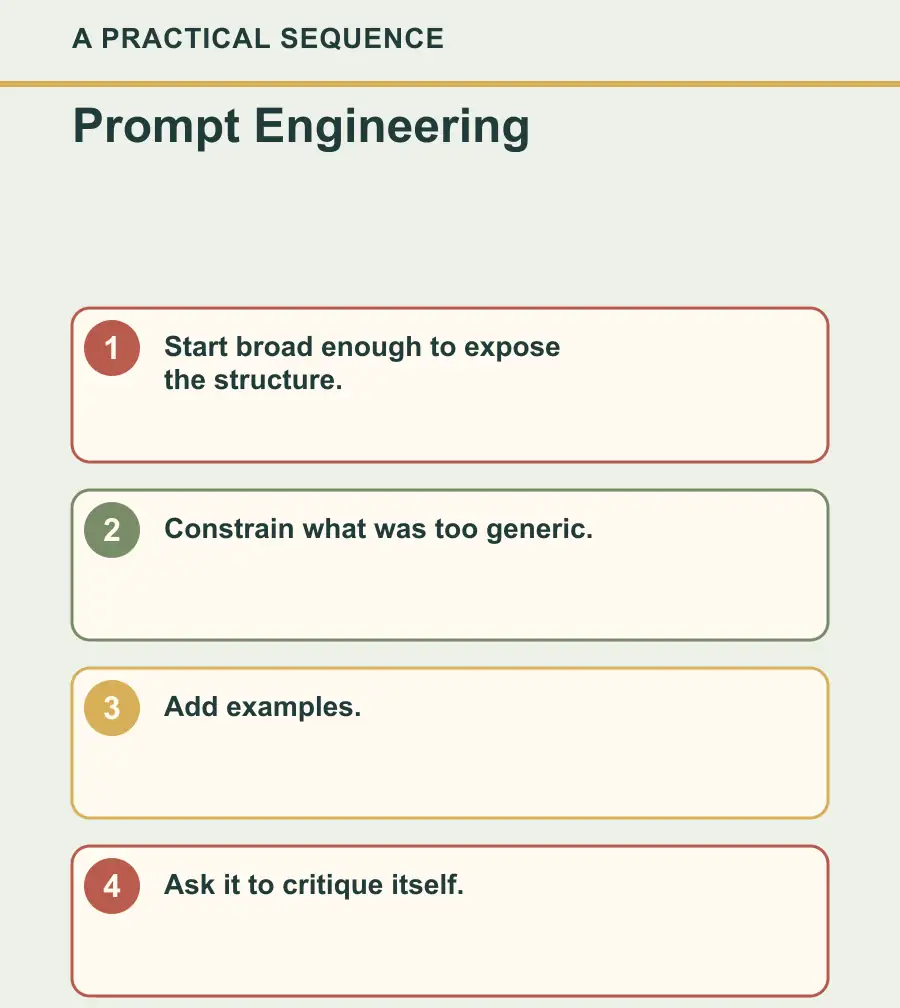 A PRACTICAL SEQUENCE
Prompt Engineering
1
Start broad enough to expose
the structure.
2
Constrain what was too generic.
3
Add examples.
4
Ask it to critique itself.